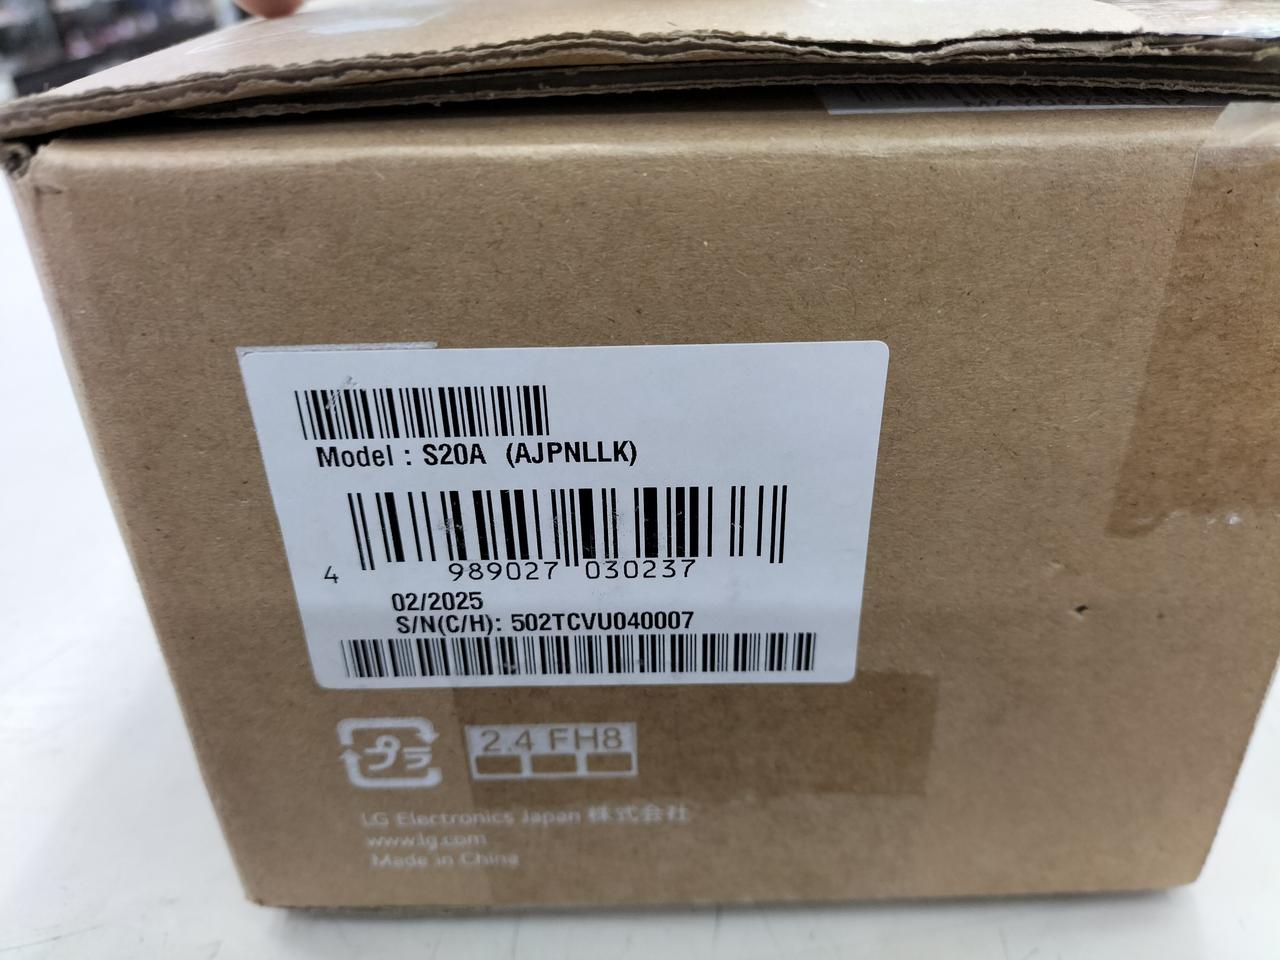 Model : S20A (AJPNLLK)
4 989027 030237
02/2025
S/N(C/H): 502TCVU040007
プラ
2.4 FH8
LG Electronics Japan 株式会社
www.lg.com
Made in China